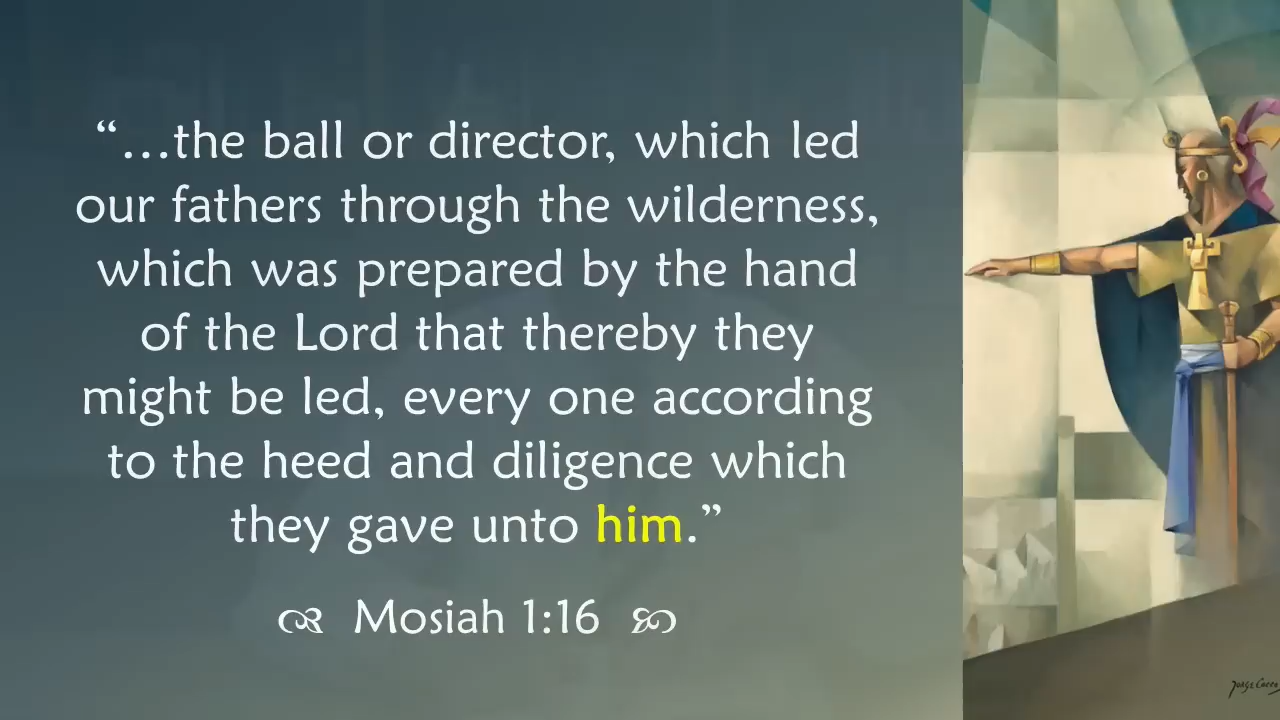 “…the ball or director, which led
our fathers through the wilderness,
which was prepared by the hand
of the Lord that thereby they
might be led, every one according
to the heed and diligence which
they gave unto him.”
Mosiah 1:16